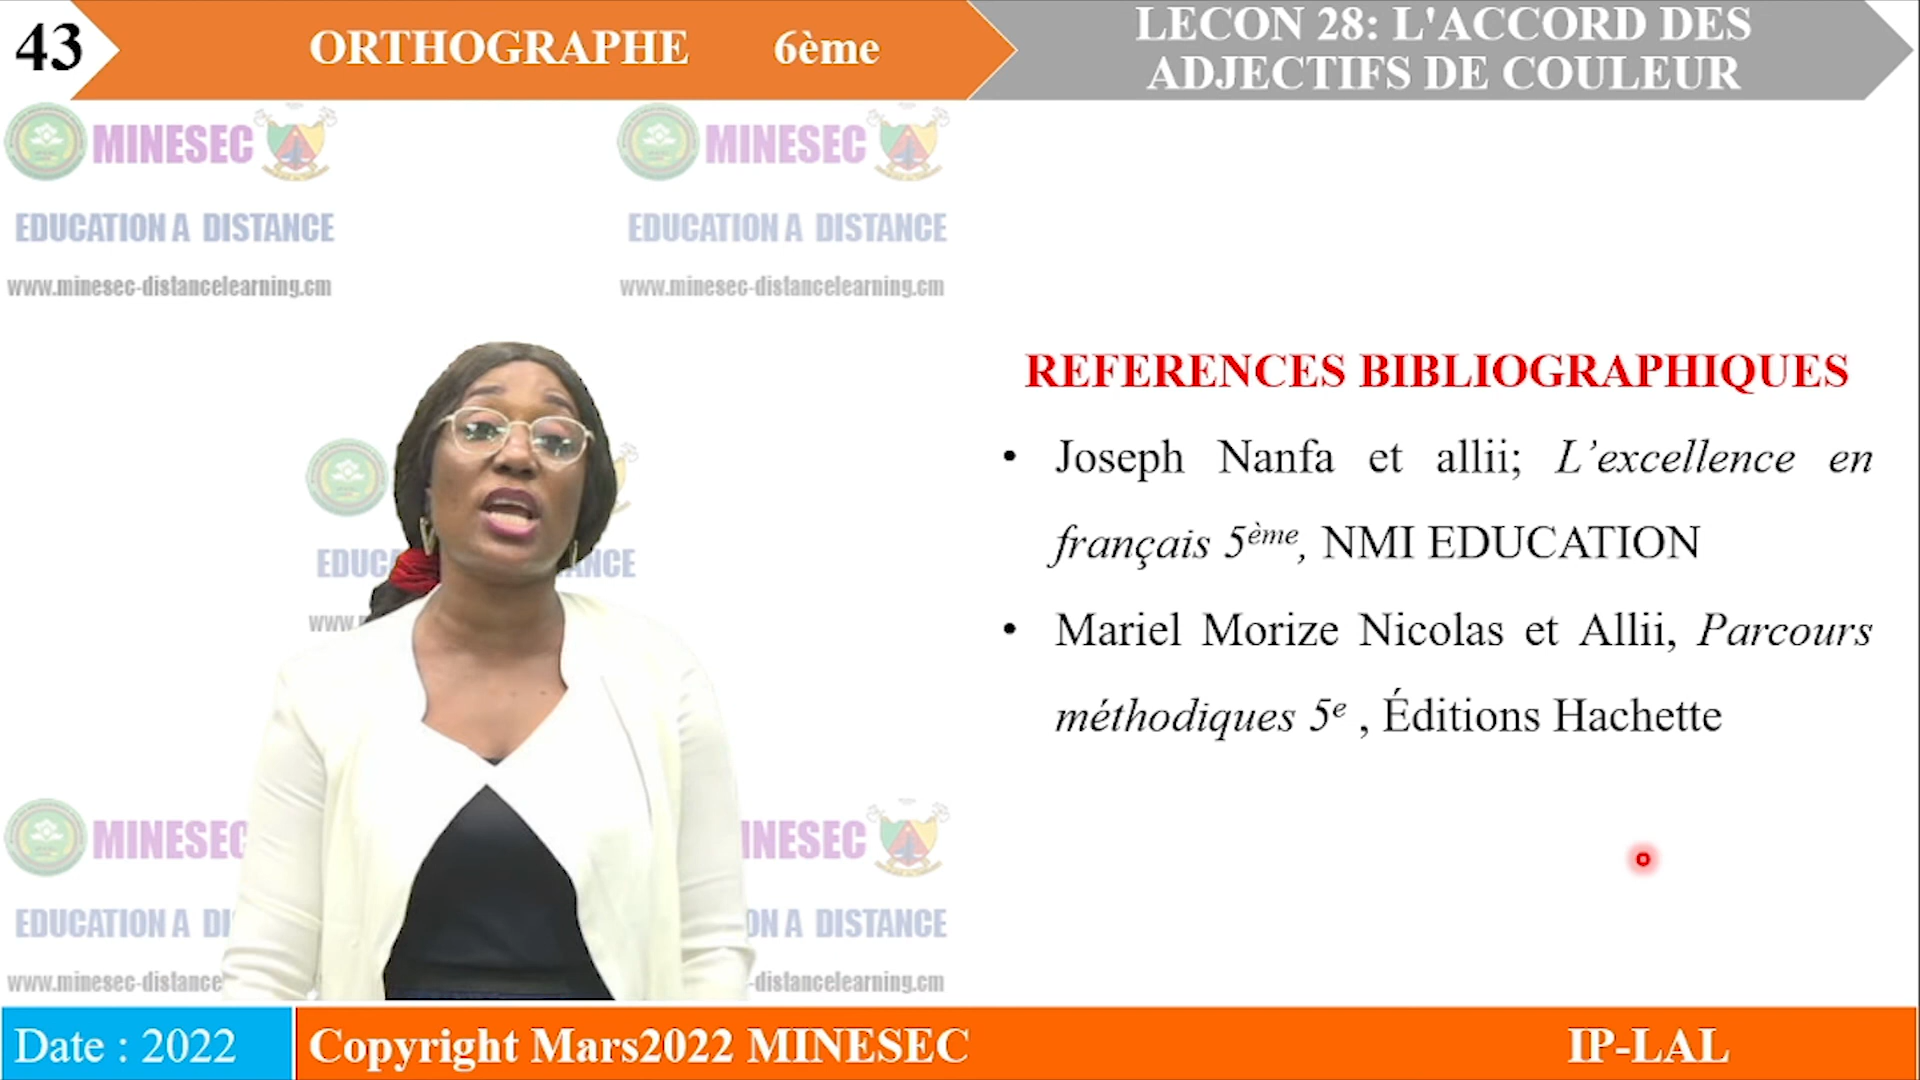 43
ORTHOGRAPHE 6ème
LECON 28: L'ACCORD DES
ADJECTIFS DE COULEUR
MINESEC
MINESEC
EDUCATION A DISTANCE
EDUCATION A DISTANCE
www.minesec-distancelearning.cm
www.minesec-distancelearning.cm
REFERENCES BIBLIOGRAPHIQUES
• Joseph Nanfa et allii; L’excellence en
français 5ème, NMI EDUCATION
• Mariel Morize Nicolas et Allii, Parcours
méthodiques 5e , Éditions Hachette
EDUC
ANCE
www.
MINESEC
INESEC
EDUCATION A DI
ON A DISTANCE
www.minesec-distance
-distancelearning.cm
Date : 2022
Copyright Mars2022 MINESEC
IP-LAL